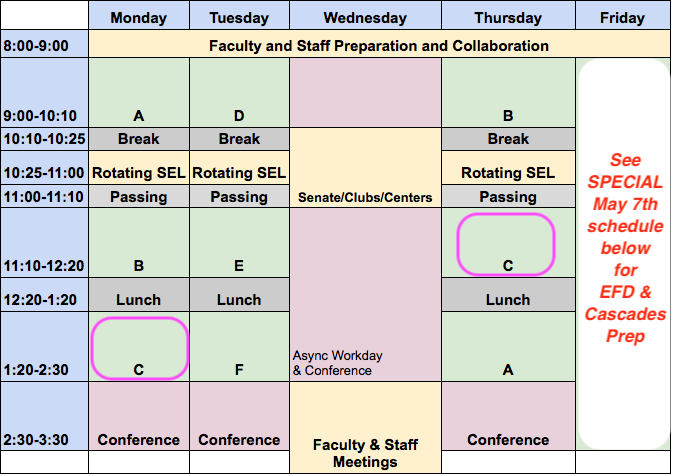 Monday Tuesday Wednesday Thursday Friday
8:00-9:00 Faculty and Staff Preparation and Collaboration
9:00-10:10 A D B
10:10-10:25 Break Break Break
10:25-11:00 Rotating SEL Rotating SEL Rotating SEL
11:00-11:10 Passing Passing Senate/Clubs/Centers Passing
11:10-12:20 B E C
12:20-1:20 Lunch Lunch Lunch
1:20-2:30 C F Async Workday
& Conference A
2:30-3:30 Conference Conference Faculty & Staff
Meetings Conference
See
SPECIAL
May 7th
schedule
below
for
EFD &
Cascades
Prep